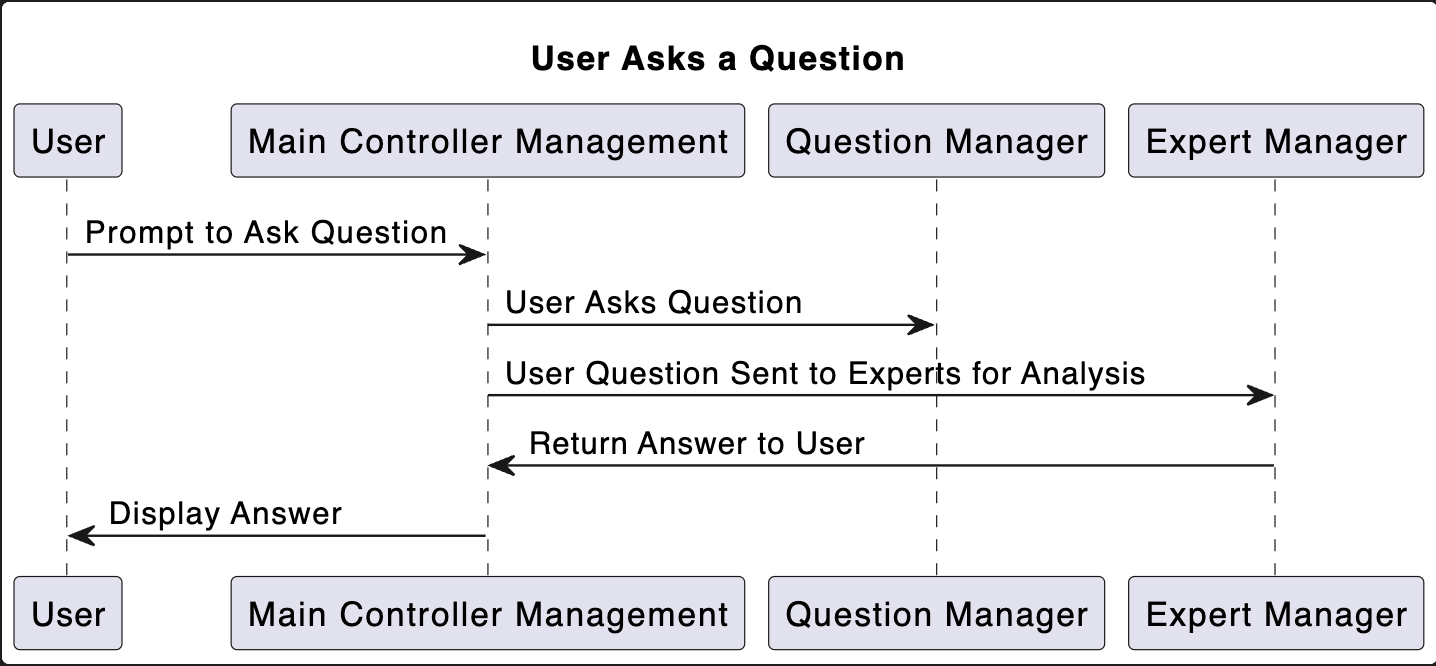 User Asks a Question
User
Main Controller Management
Question Manager
Expert Manager
Prompt to Ask Question
User Asks Question
User Question Sent to Experts for Analysis
Return Answer to User
Display Answer
User
Main Controller Management
Question Manager
Expert Manager